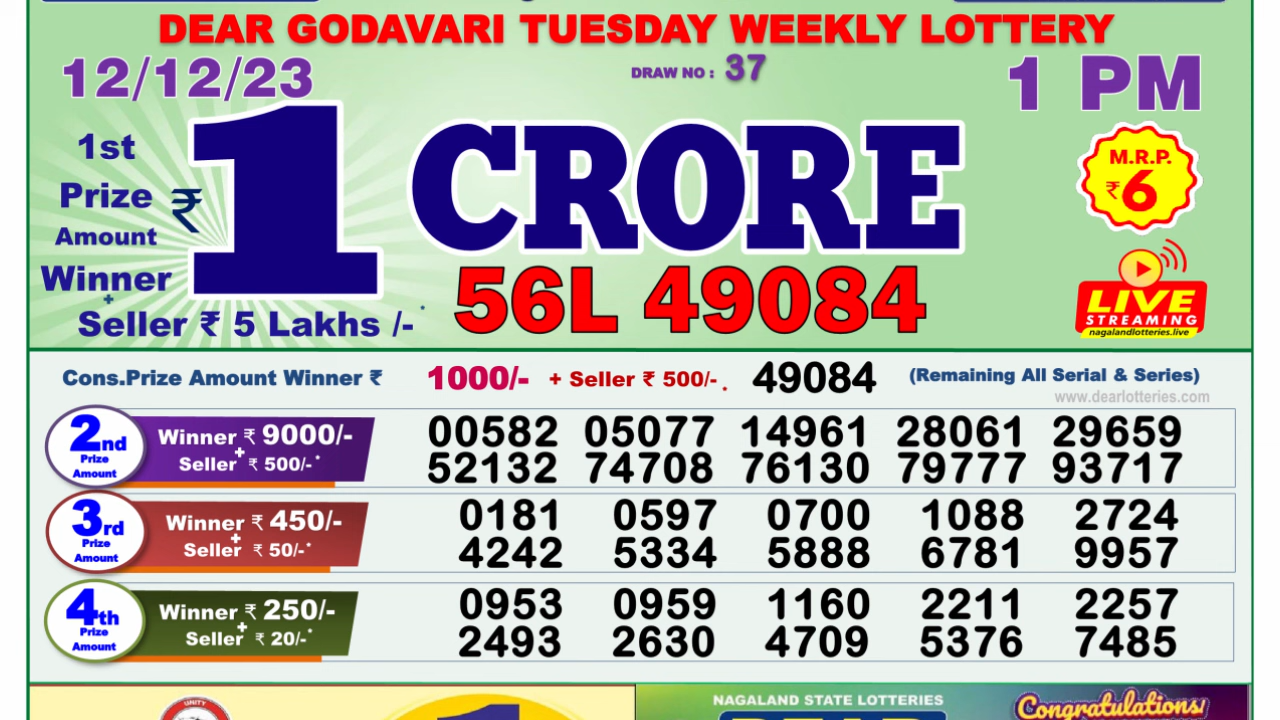 DEAR GODAVARI TUESDAY WEEKLY LOTTERY
12/12/23
DRAW NO : 37
1 PM
1st
Prize
Amount
Winner
+
Seller ₹ 5 Lakhs /- *
₹ 1 CRORE
56L 49084
M.R.P.
₹6
LIVE
STREAMING
nagalandlotteries.live
Cons.Prize Amount Winner ₹ 1000/- + Seller ₹ 500/- . 49084 (Remaining All Serial & Series)
www.dearlotteries.com
2nd
Prize
Amount
Winner ₹ 9000/-
+
Seller ₹ 500/- *
00582 05077 14961 28061 29659
52132 74708 76130 79777 93717
3rd
Prize
Amount
Winner ₹ 450/-
+
Seller ₹ 50/- *
0181 0597 0700 1088 2724
4242 5334 5888 6781 9957
4th
Prize
Amount
Winner ₹ 250/-
+
Seller ₹ 20/- *
0953 0959 1160 2211 2257
2493 2630 4709 5376 7485
UNITY
1
NAGALAND STATE LOTTERIES
DEAR
Congratulations!